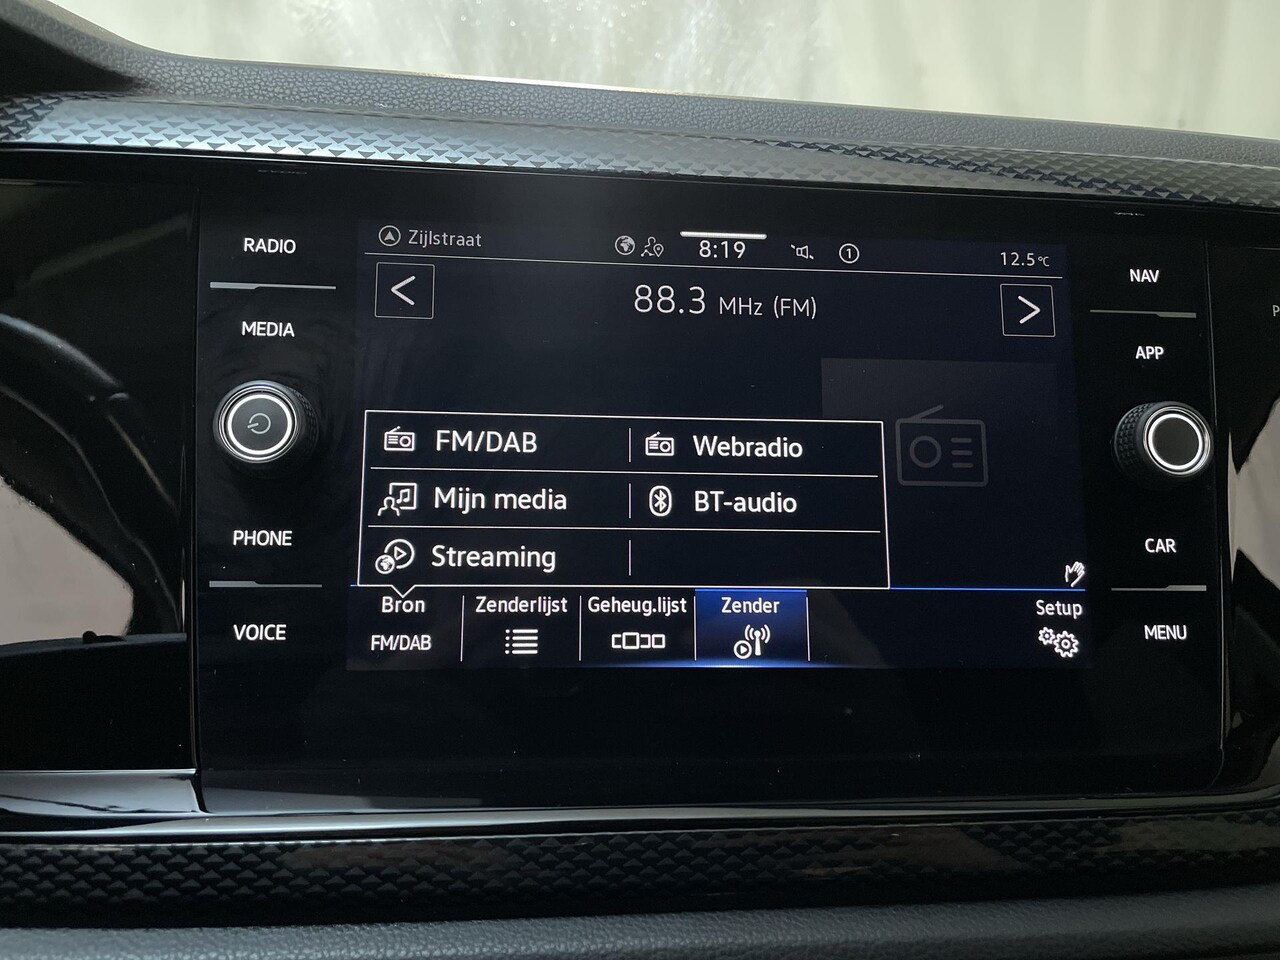 RADIO
MEDIA
PHONE
VOICE
Zijlstraat
8:19
1
12.5°C
88.3 MHz (FM)
FM/DAB
Webradio
Mijn media
BT-audio
Streaming
Bron
FM/DAB
Zenderlijst
Geheug.lijst
Zender
Setup
NAV
APP
CAR
MENU
P